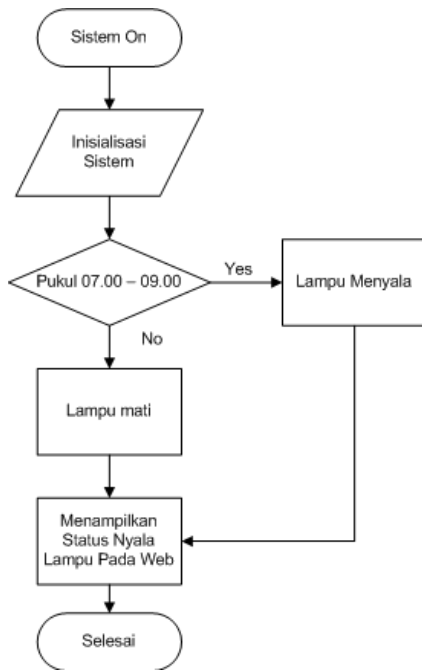 Sistem On
Inisialisasi
Sistem
Pukul 07.00 – 09.00
Yes
Lampu Menyala
No
Lampu mati
Menampilkan
Status Nyala
Lampu Pada Web
Selesai